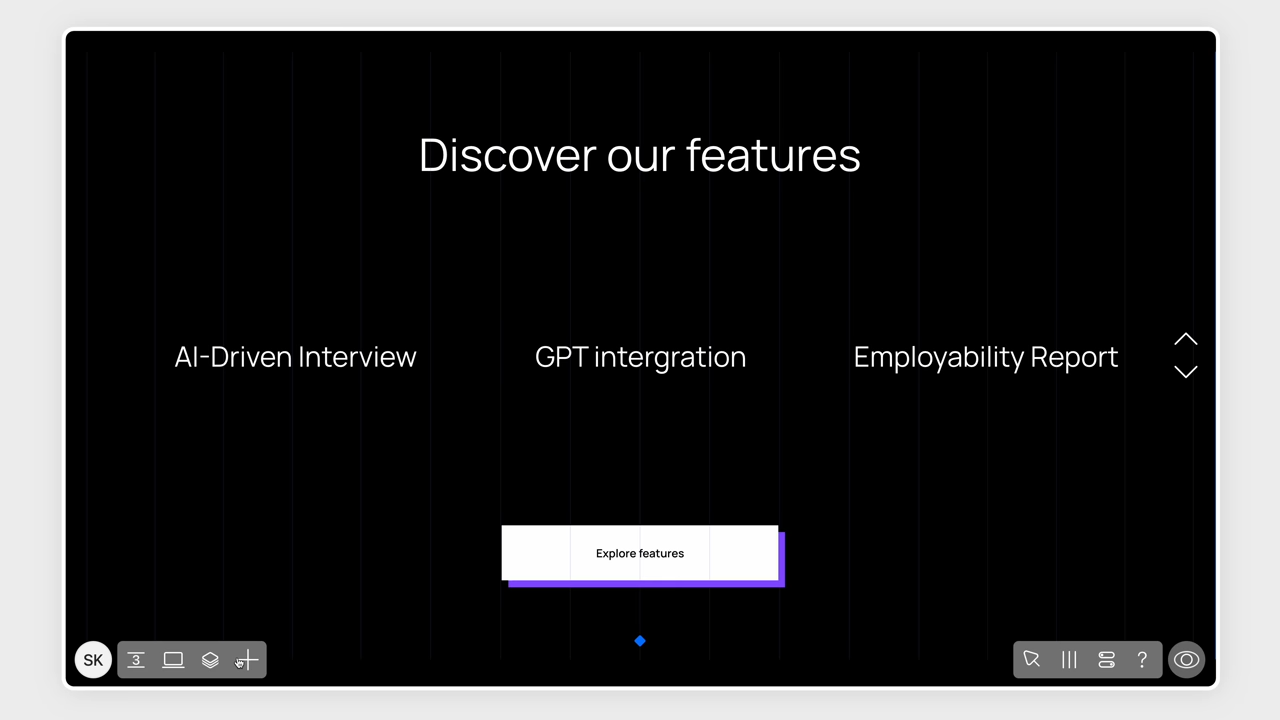 Discover our features
AI-Driven Interview
GPT intergration
Employability Report
Explore features
SK
3
?